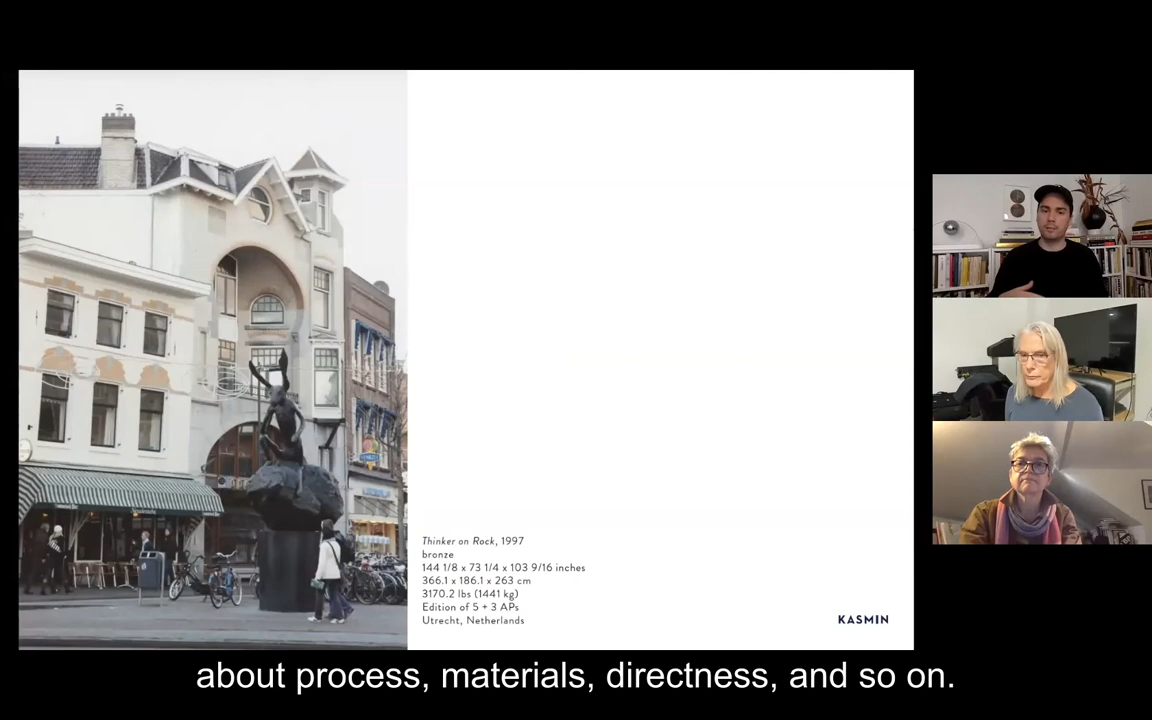 Thinker on Rock, 1997
bronze
144 1/8 x 73 1/4 x 103 9/16 inches
366.1 x 186.1 x 263 cm
3170.2 lbs (1441 kg)
Edition of 5 + 3 APs
Utrecht, Netherlands
KASMIN
about process, materials, directness, and so on.